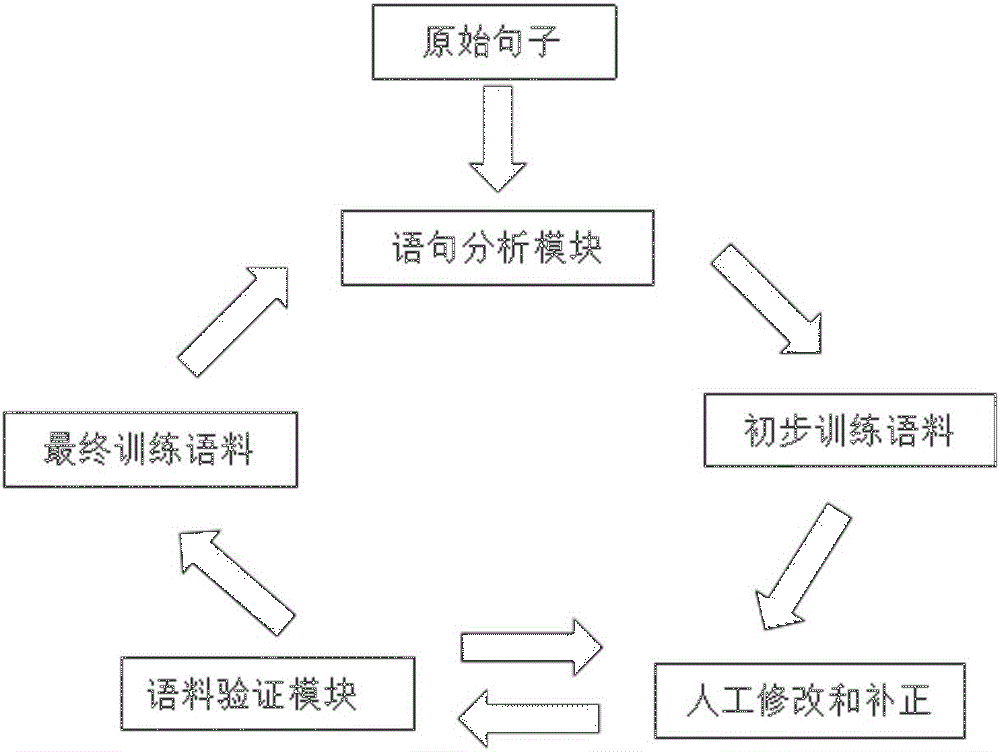 原始句子
语句分析模块
初步训练语料
最终训练语料
语料验证模块
人工修改和补正